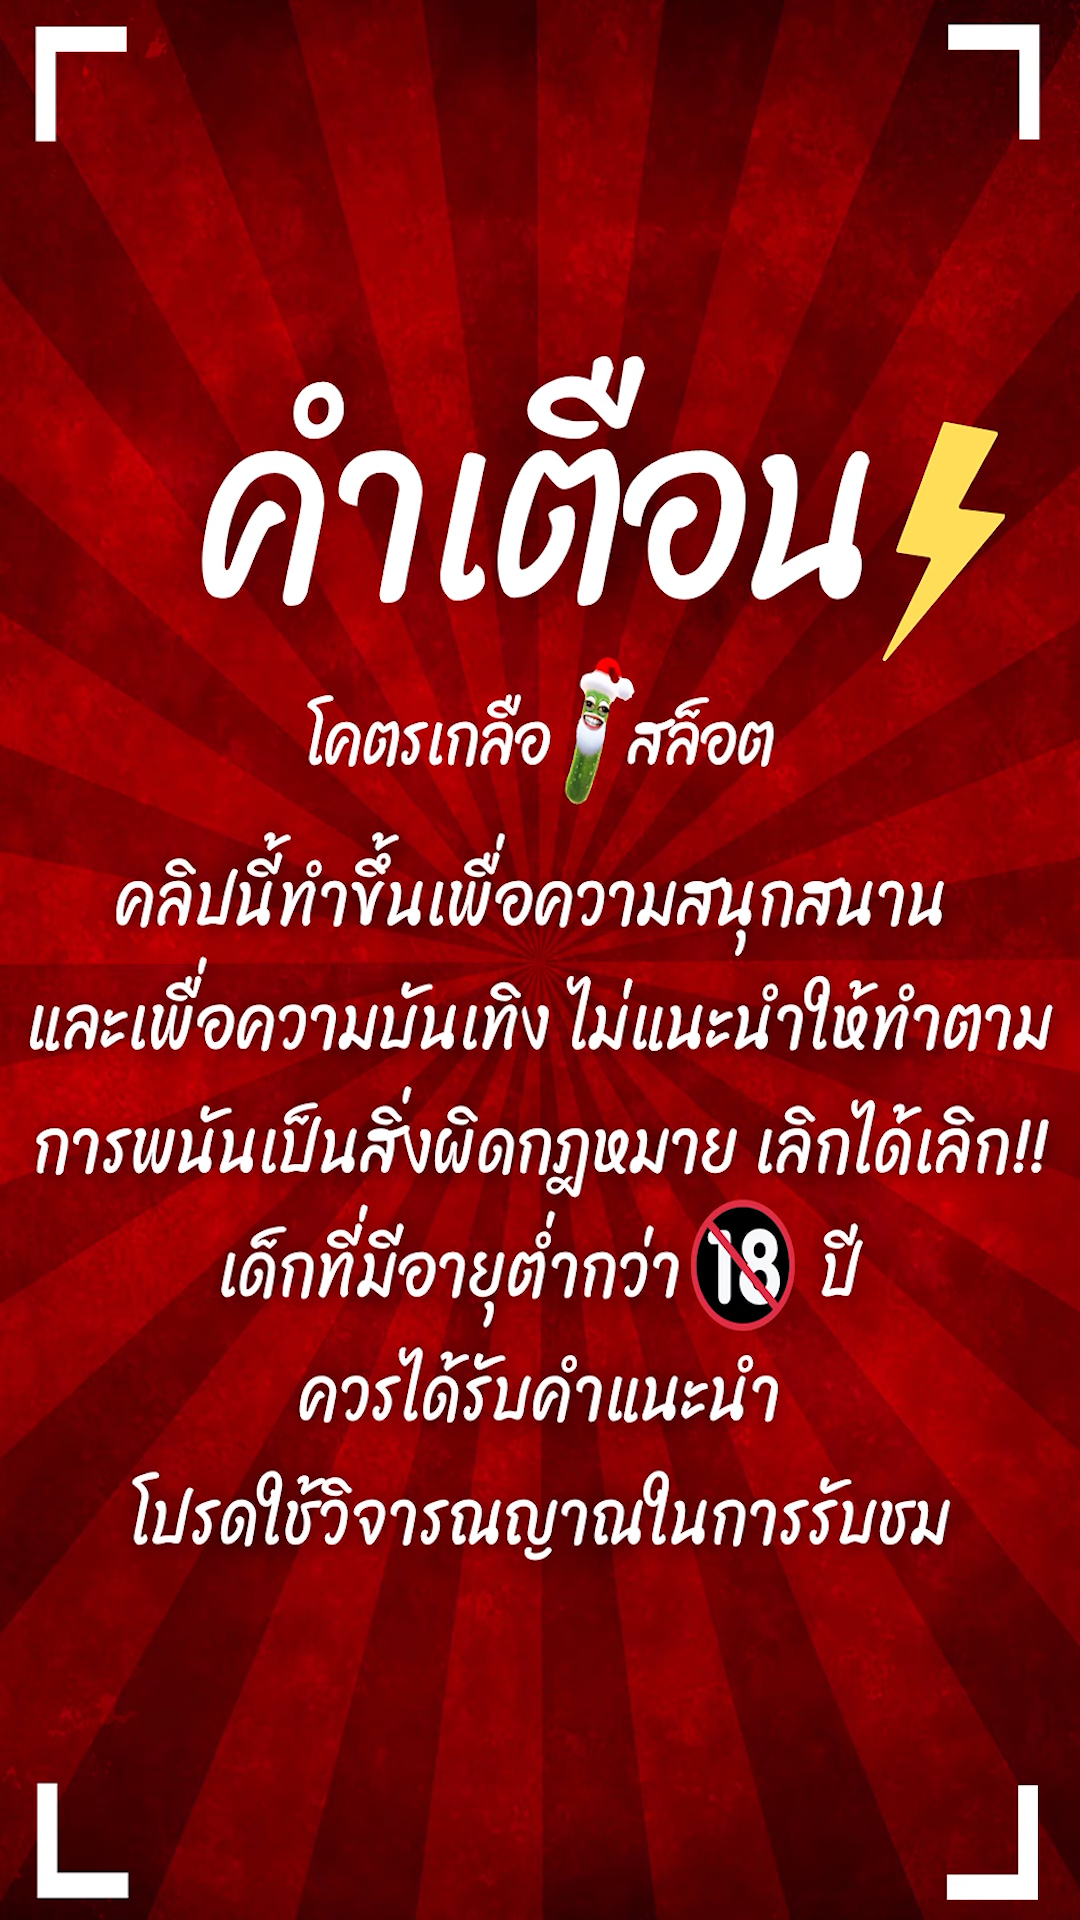 คำเตือน
โคตรเกลือ สล็อต
คลิปนี้ทำขึ้นเพื่อความสนุกสนาน
และเพื่อความบันเทิง ไม่แนะนำให้ทำตาม
การพนันเป็นสิ่งผิดกฎหมาย เลิกได้เลิก!!
เด็กที่มีอายุต่ำกว่า 18 ปี
ควรได้รับคำแนะนำ
โปรดใช้วิจารณญาณในการรับชม